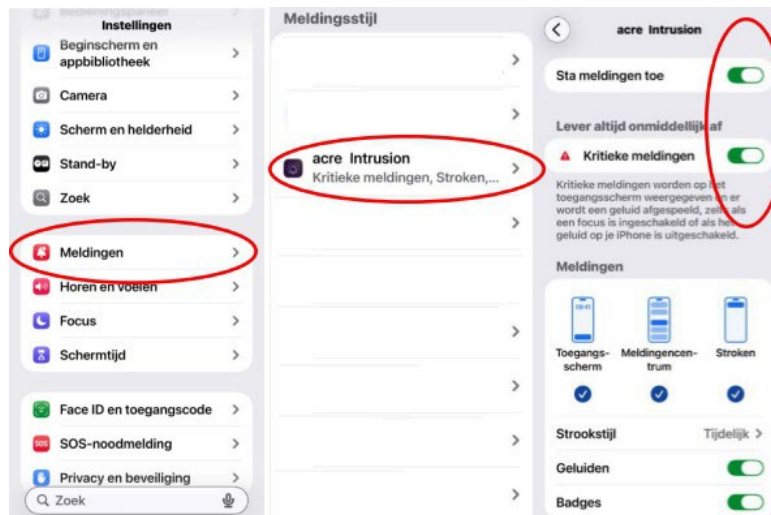 Instellingen
Beginscherm en
appbibliotheek
Camera
Scherm en helderheid
Stand-by
Zoek
Meldingen
Horen en voelen
Focus
Schermtijd
Face ID en toegangscode
SOS
SOS-noodmelding
Privacy en beveiliging
Zoek
Meldingsstijl
acre Intrusion
Kritieke meldingen, Stroken,...
acre Intrusion
Sta meldingen toe
Lever altijd onmiddellijk af
Kritieke meldingen
Kritieke meldingen worden op het
toegangsscherm weergegeven en er
wordt een geluid afgespeeld, zelfs als
een focus is ingeschakeld of als het
geluid op je iPhone is uitgeschakeld.
Meldingen
09:41
Toegangs-
scherm
Meldingencen-
trum
Stroken
Strookstijl Tijdelijk
Geluiden
Badges